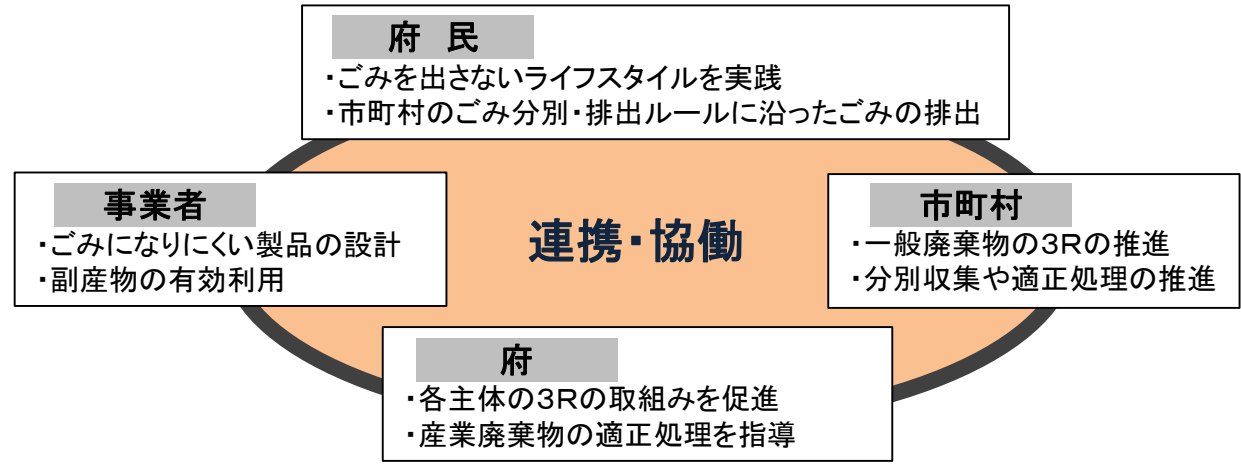 府 民
・ごみを出さないライフスタイルを実践
・市町村のごみ分別・排出ルールに沿ったごみの排出
事業者
・ごみになりにくい製品の設計
・副産物の有効利用
連携・協働
市町村
・一般廃棄物の３Ｒの推進
・分別収集や適正処理の推進
府
・各主体の３Ｒの取組みを促進
・産業廃棄物の適正処理を指導